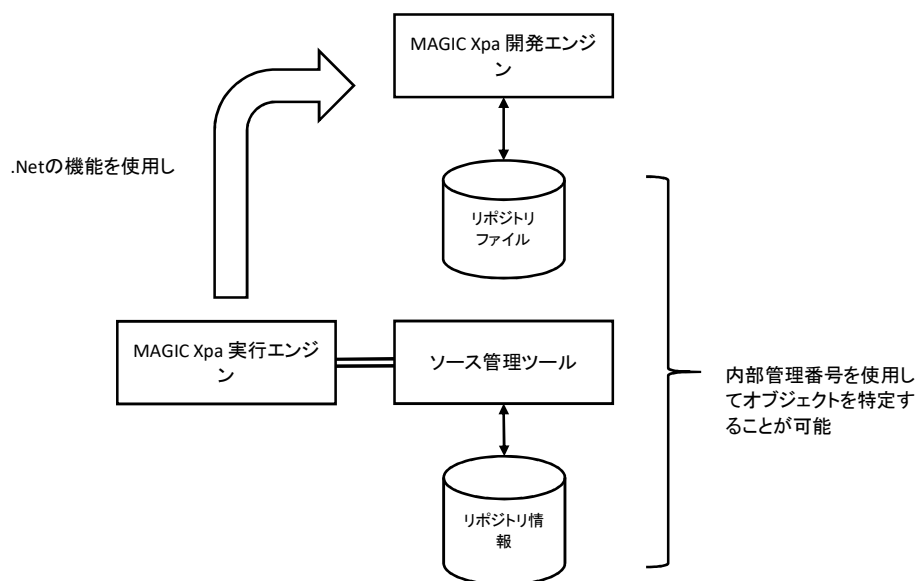 MAGIC Xpa 開発エンジ
ン
.Netの機能を使用し
リポジトリ
ファイル
MAGIC Xpa 実行エンジ
ン
ソース管理ツール
内部管理番号を使用し
てオブジェクトを特定す
ることが可能
リポジトリ情
報